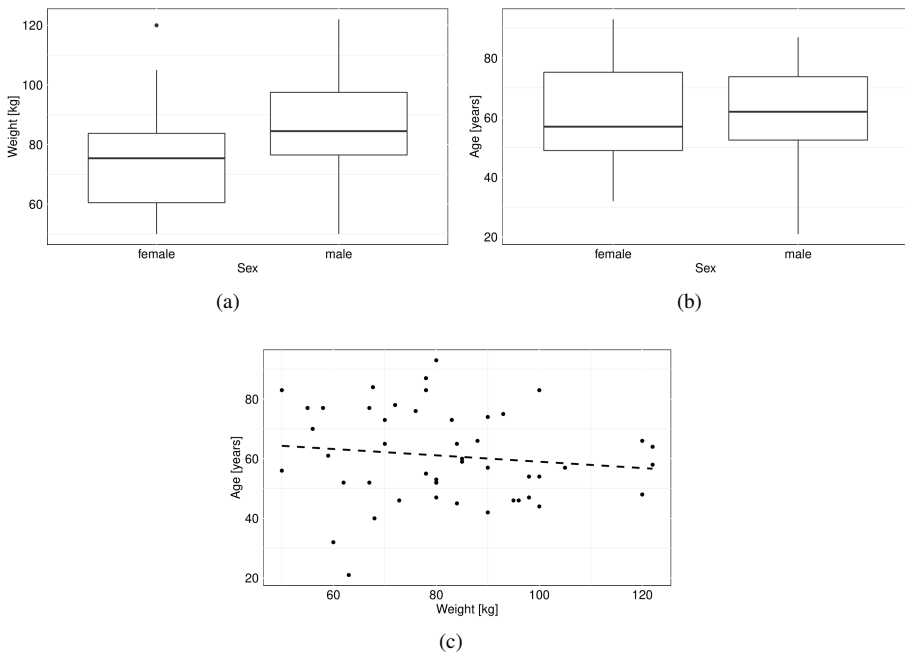 120
100
80
60
Weight [kg]
female
male
Sex
(a)
80
60
40
20
Age [years]
female
male
Sex
(b)
80
60
40
20
Age [years]
60
80
100
120
Weight [kg]
(c)